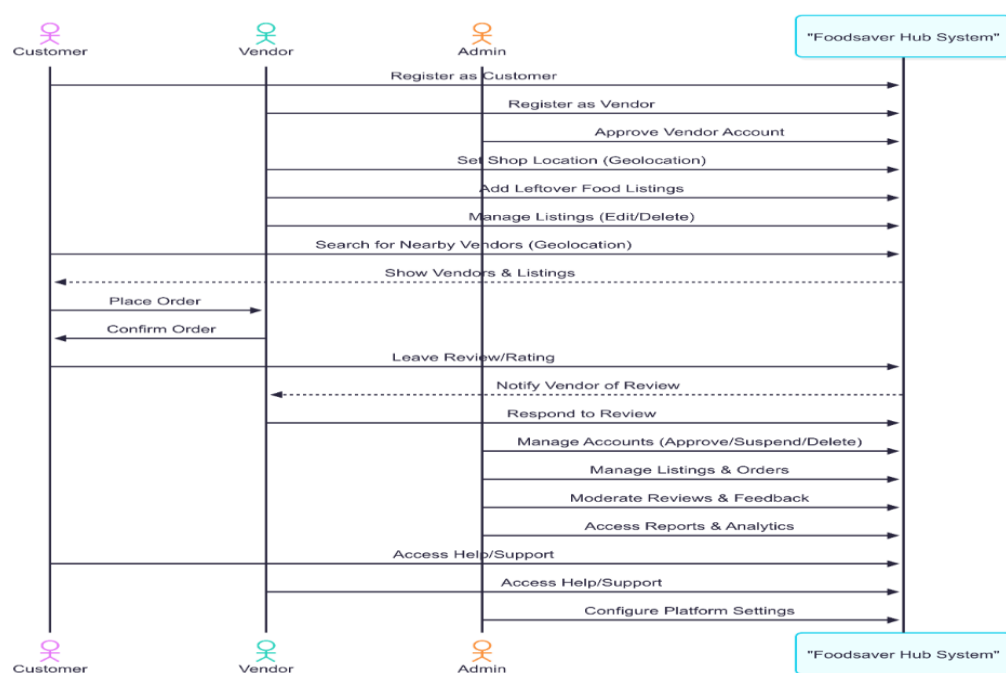 Customer
Vendor
Admin
"Foodsaver Hub System"
Register as Customer
Register as Vendor
Approve Vendor Account
Set Shop Location (Geolocation)
Add Leftover Food Listings
Manage Listings (Edit/Delete)
Search for Nearby Vendors (Geolocation)
Show Vendors & Listings
Place Order
Confirm Order
Leave Review/Rating
Notify Vendor of Review
Respond to Review
Manage Accounts (Approve/Suspend/Delete)
Manage Listings & Orders
Moderate Reviews & Feedback
Access Reports & Analytics
Access Help/Support
Access Help/Support
Configure Platform Settings
Customer
Vendor
Admin
"Foodsaver Hub System"